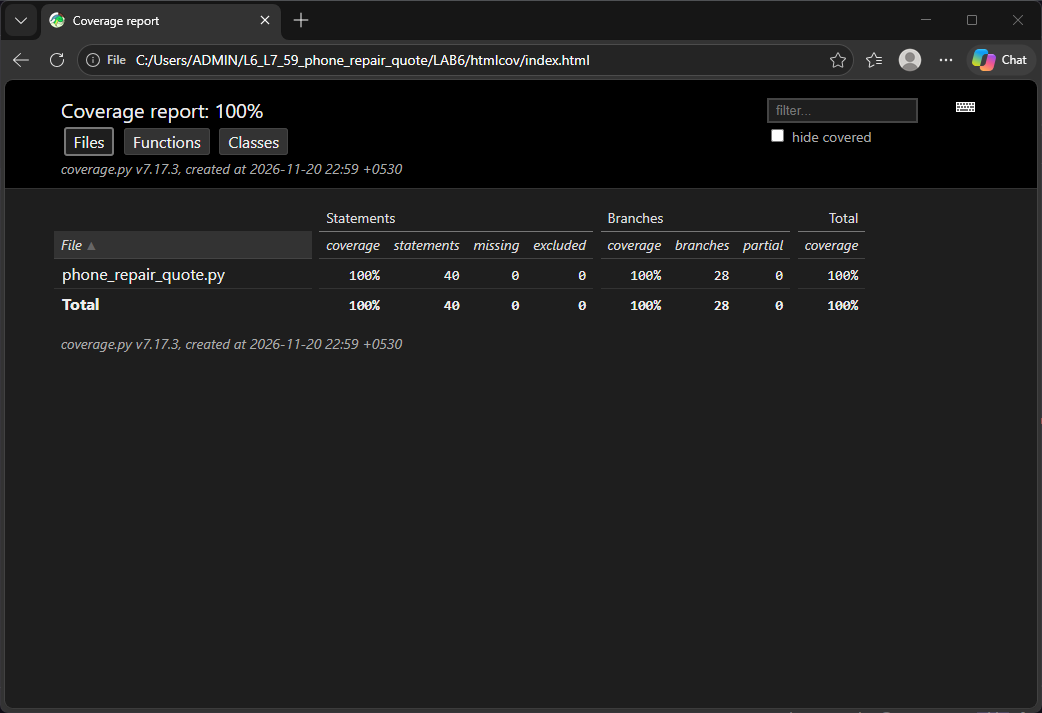 Coverage report
File C:/Users/ADMIN/L6_L7_59_phone_repair_quote/LAB6/htmlcov/index.html
Chat
Coverage report: 100%
filter...
hide covered
Files Functions Classes
coverage.py v7.17.3, created at 2026-11-20 22:59 +0530
Statements Branches Total
File ▲ coverage statements missing excluded coverage branches partial coverage
phone_repair_quote.py 100% 40 0 0 100% 28 0 100%
Total 100% 40 0 0 100% 28 0 100%
coverage.py v7.17.3, created at 2026-11-20 22:59 +0530